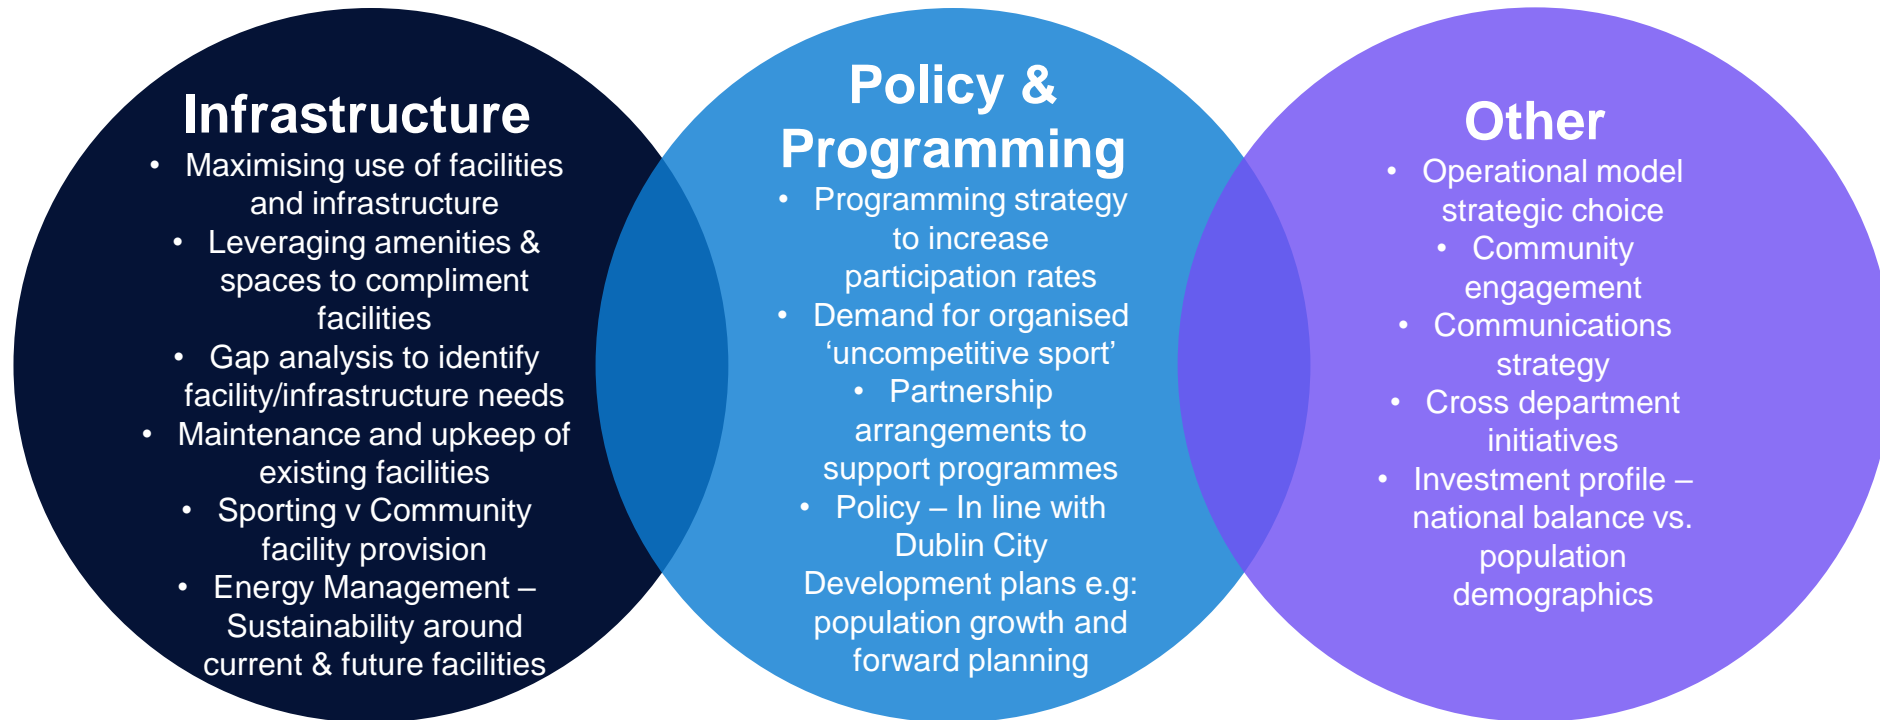 Infrastructure
• Maximising use of facilities
and infrastructure
• Leveraging amenities &
spaces to compliment
facilities
• Gap analysis to identify
facility/infrastructure needs
• Maintenance and upkeep of
existing facilities
• Sporting v Community
facility provision
• Energy Management –
Sustainability around
current & future facilities
Policy &
Programming
• Programming strategy
to increase
participation rates
• Demand for organised
‘uncompetitive sport’
• Partnership
arrangements to
support programmes
• Policy – In line with
Dublin City
Development plans e.g:
population growth and
forward planning
Other
• Operational model
strategic choice
• Community
engagement
• Communications
strategy
• Cross department
initiatives
• Investment profile –
national balance vs.
population
demographics